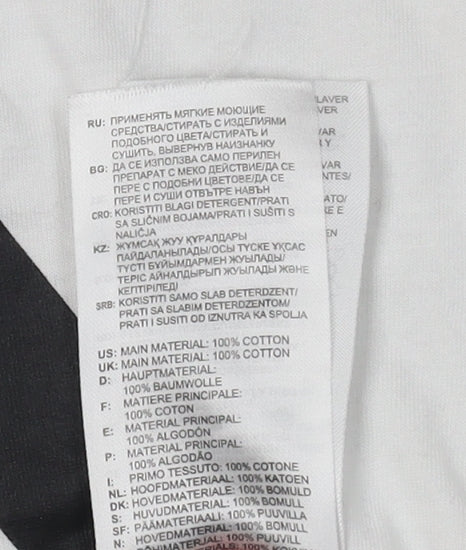 RU: ПРИМЕНЯТЬ МЯГКИЕ МОЮЩИЕ
СРЕДСТВА/СТИРАТЬ С ИЗДЕЛИЯМИ
ПОДОБНОГО ЦВЕТА/СТИРАТЬ И
СУШИТЬ, ВЫВЕРНУВ НАИЗНАНКУ
BG: ДА СЕ ИЗПОЛЗВА САМО ПЕРИЛЕН
ПРЕПАРАТ С МЕКО ДЕЙСТВИЕ/ДА СЕ
ПЕРЕ С ПОДОБНИ ЦВЕТОВЕ/ДА СЕ
ПЕРЕ И СУШИ ОТВЪТРЕ НАВЪН
CRO: KORISTITI BLAGI DETERGENT/PRATI
SA SLIČNIM BOJAMA/PRATI I SUŠITI S
NALIČJA
KZ: ЖҰМСАҚ ЖУУ ҚҰРАЛДАРЫ
ПАЙДАЛАНЫЛАДЫ/ОСЫ ТҮСКЕ ҰҚСАС
ТҮСТІ БҰЙЫМДАРМЕН ЖУЫЛАДЫ/
ТЕРІС АЙНАЛДЫРЫП ЖУЫЛАДЫ ЖӘНЕ
КЕПТІРІЛЕДІ
SRB: KORISTITI SAMO SLAB DETERDŽENT/
PRATI SA SLABIM DETERDŽENTOM/
PRATI I SUSITI OD IZNUTRA KA SPOLJA
US: MAIN MATERIAL: 100% COTTON
UK: MAIN MATERIAL: 100% COTTON
D: HAUPTMATERIAL:
100% BAUMWOLLE
F: MATIERE PRINCIPALE:
100% COTON
E: MATERIAL PRINCIPAL:
100% ALGODÓN
P: MATERIAL PRINCIPAL:
100% ALGODÃO
I: PRIMO TESSUTO: 100% COTONE
NL: HOOFDMATERIAAL: 100% KATOEN
DK: HOVEDMATERIALE: 100% BOMULD
S: HUVUDMATERIAL: 100% BOMULL
SF: PÄÄMATERIAALI: 100% PUUVILLA
N: HOVEDMATERIALE: 100% BOMULL